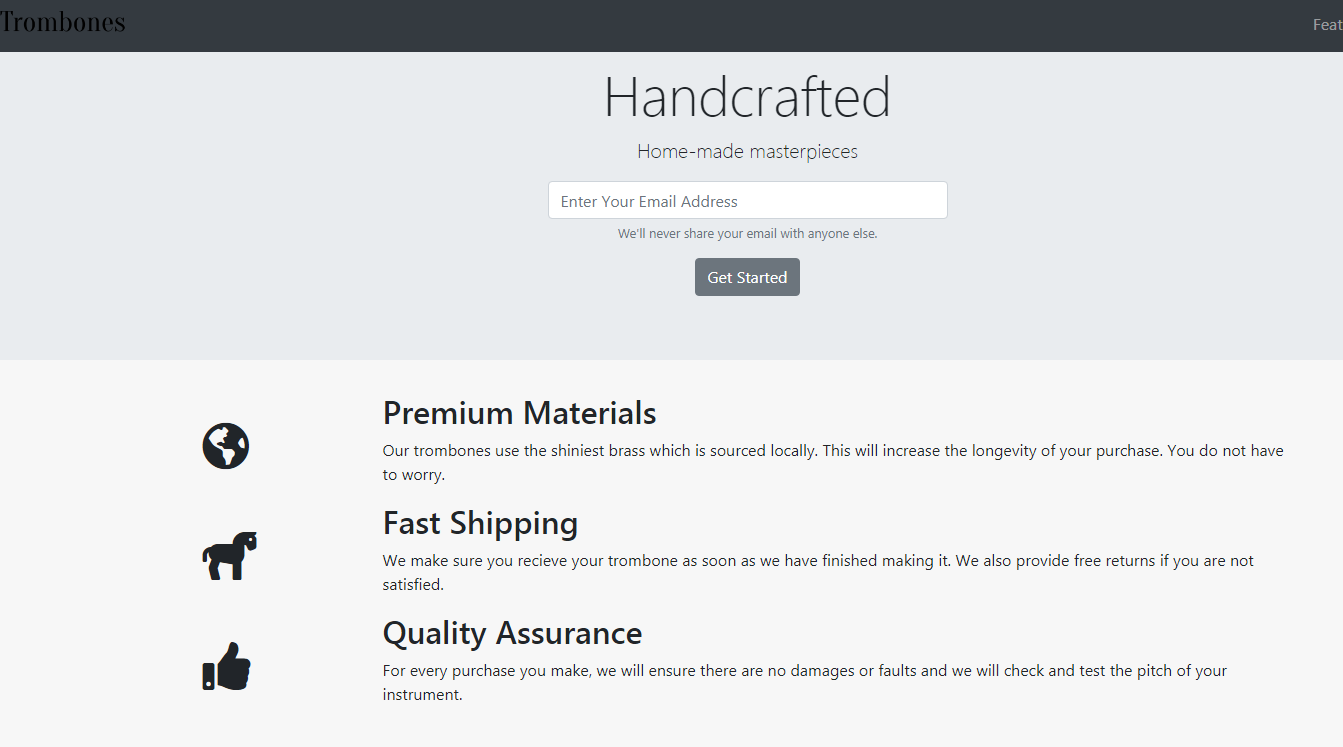 Trombones
Feat
Handcrafted
Home-made masterpieces
Enter Your Email Address
We'll never share your email with anyone else.
Get Started
Premium Materials
Our trombones use the shiniest brass which is sourced locally. This will increase the longevity of your purchase. You do not have
to worry.
Fast Shipping
We make sure you recieve your trombone as soon as we have finished making it. We also provide free returns if you are not
satisfied.
Quality Assurance
For every purchase you make, we will ensure there are no damages or faults and we will check and test the pitch of your
instrument.